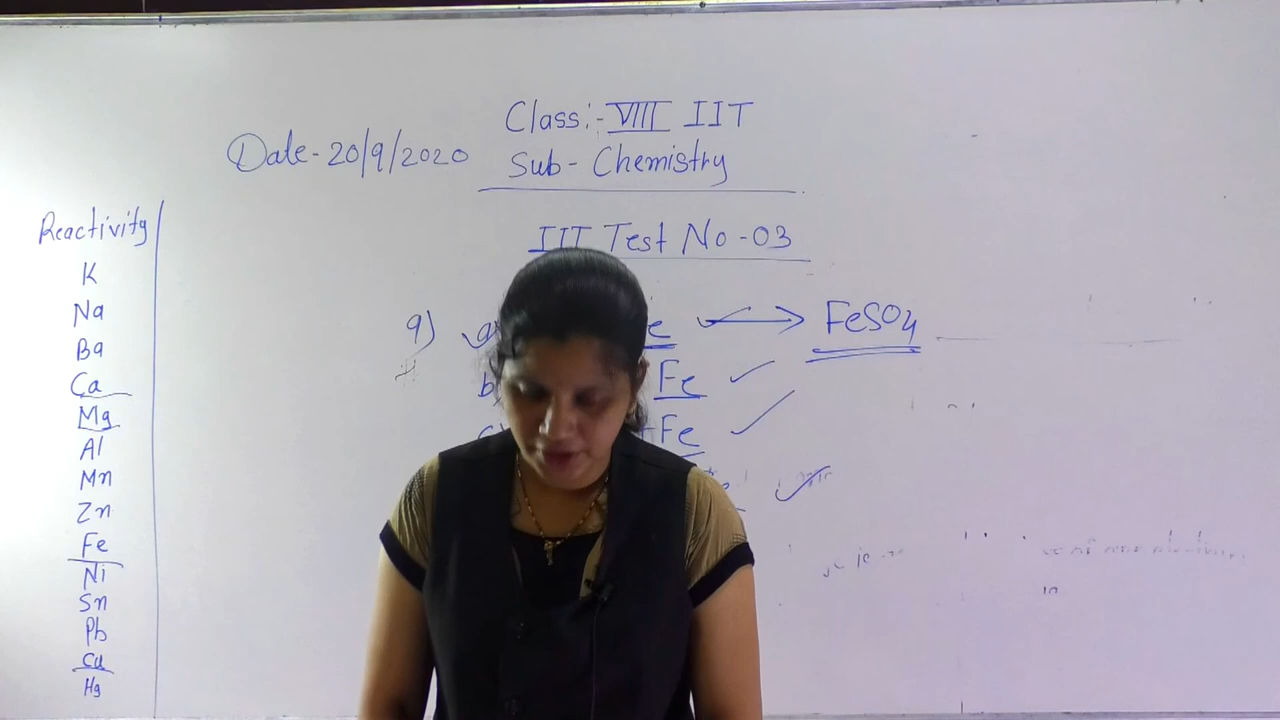 Class:- VIII IIT
Date- 20/9/2020
Sub- Chemistry
IIT Test No -03
Reactivity
K
Na
Ba
Ca
Mg
Al
Mn
Zn
Fe
Ni
Sn
Pb
Cu
Hg
9) a) e → FeSO4
b) Fe
c) +Fe